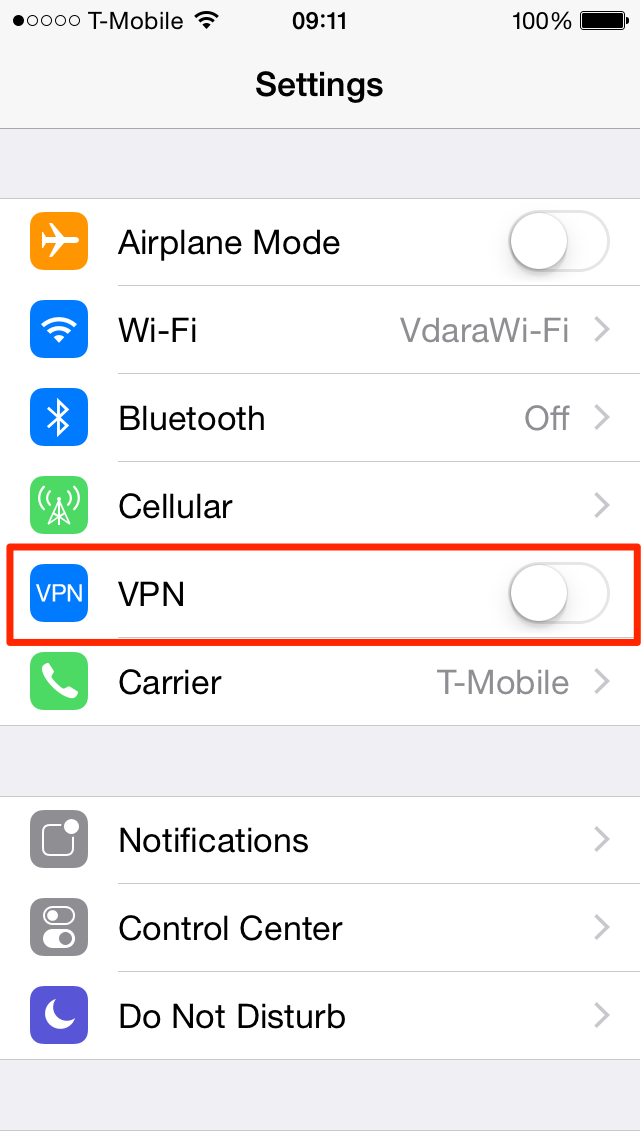 T-Mobile 09:11 100%
Settings
Airplane Mode
Wi-Fi VdaraWi-Fi
Bluetooth Off
Cellular
VPN VPN
Carrier T-Mobile
Notifications
Control Center
Do Not Disturb